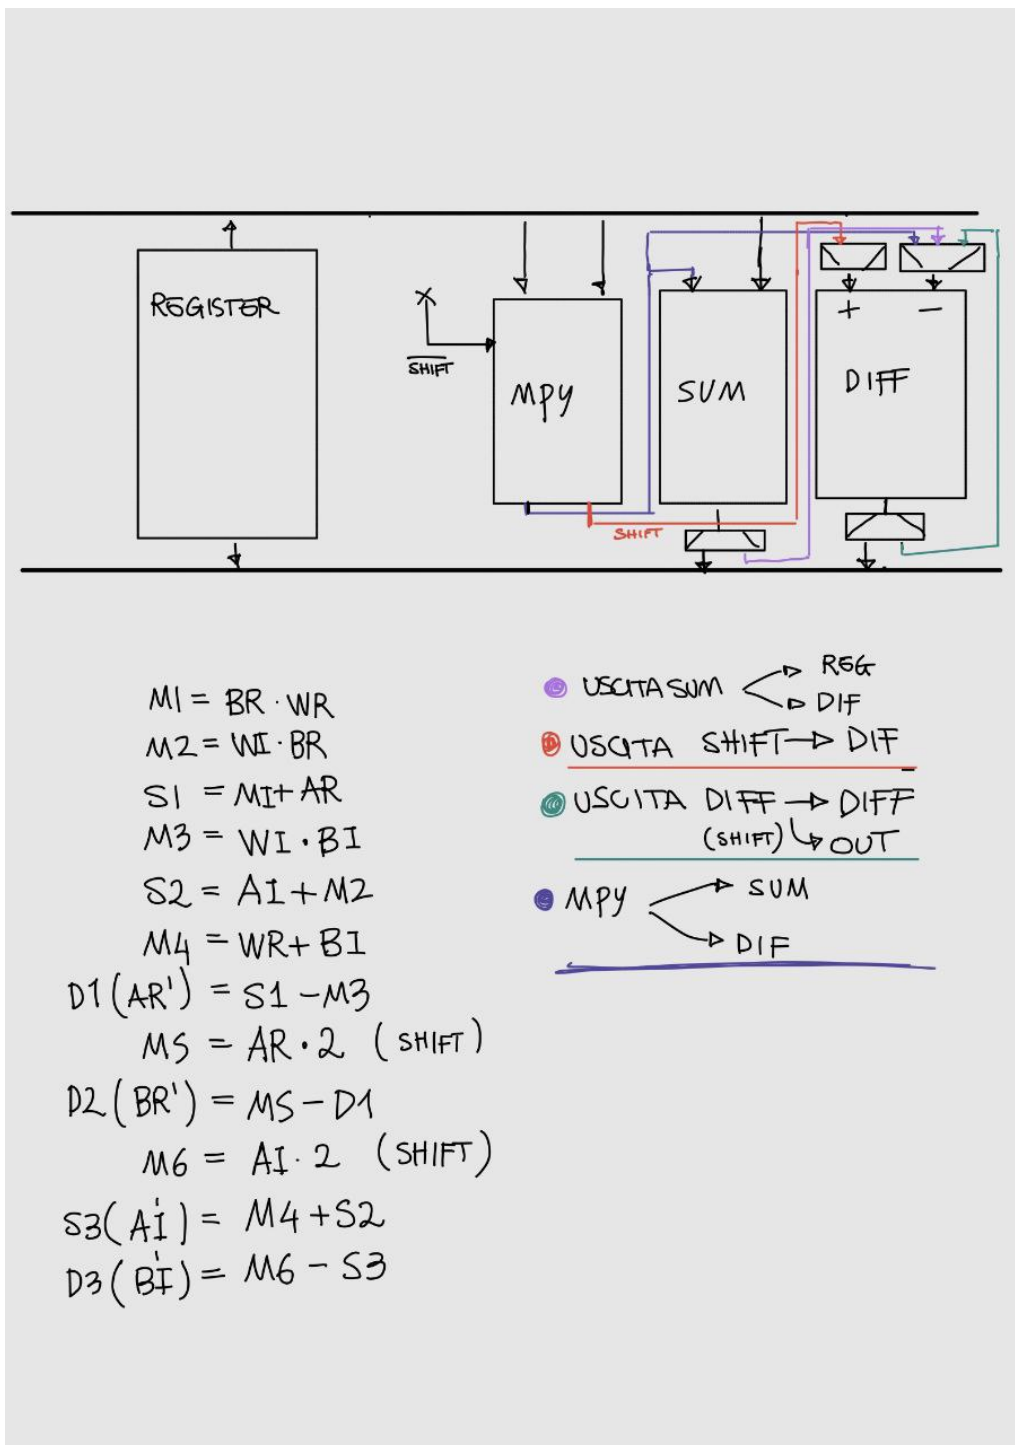 REGISTER
SHIFT
MPY
SUM
+ −
DIFF
SHIFT
M1 = BR · WR
M2 = WI · BR
S1 = M1 + AR
M3 = WI · BI
S2 = AI + M2
M4 = WR + BI
D1 (AR') = S1 − M3
M5 = AR · 2 (SHIFT)
D2 (BR') = M5 − D1
M6 = AI · 2 (SHIFT)
S3 (AI') = M4 + S2
D3 (BI') = M6 − S3
USCITA SUM
REG
DIF
USCITA SHIFT → DIF
USCITA DIFF → DIFF
(SHIFT) OUT
MPY
SUM
DIF